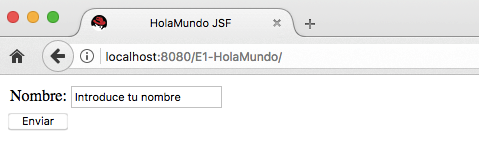 HolaMundo JSF
localhost:8080/E1-HolaMundo/
Nombre: Introduce tu nombre
Enviar